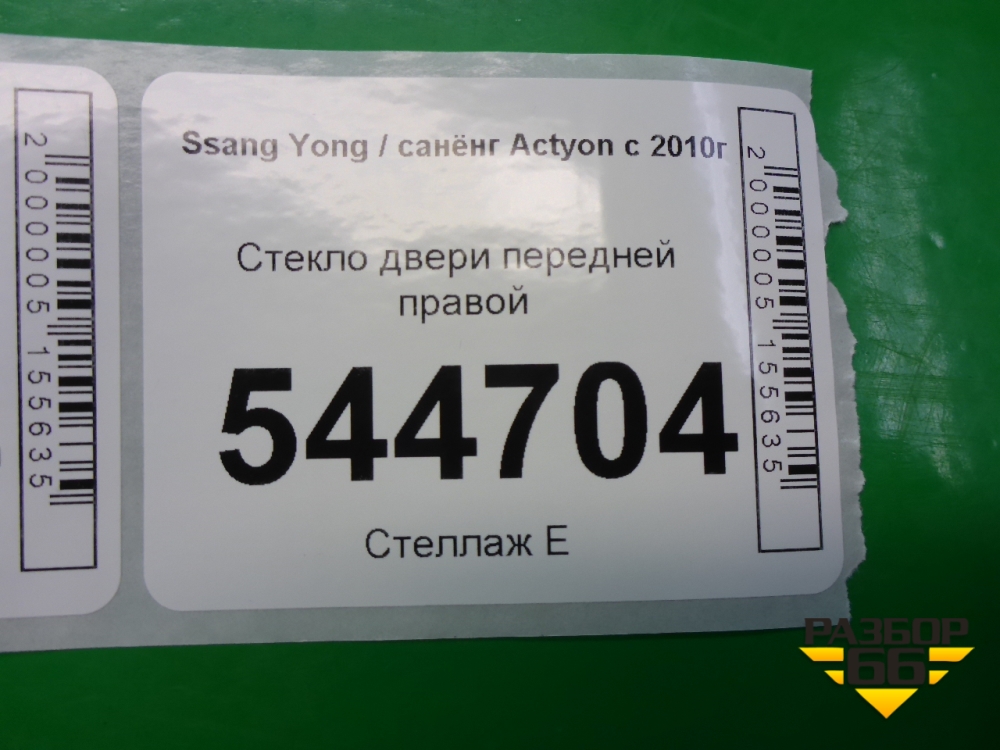 2000005155635
Ssang Yong / санёнг Actyon с 2010г
Стекло двери передней
правой
544704
Стеллаж Е
2000005155635
РАЗБОР
66